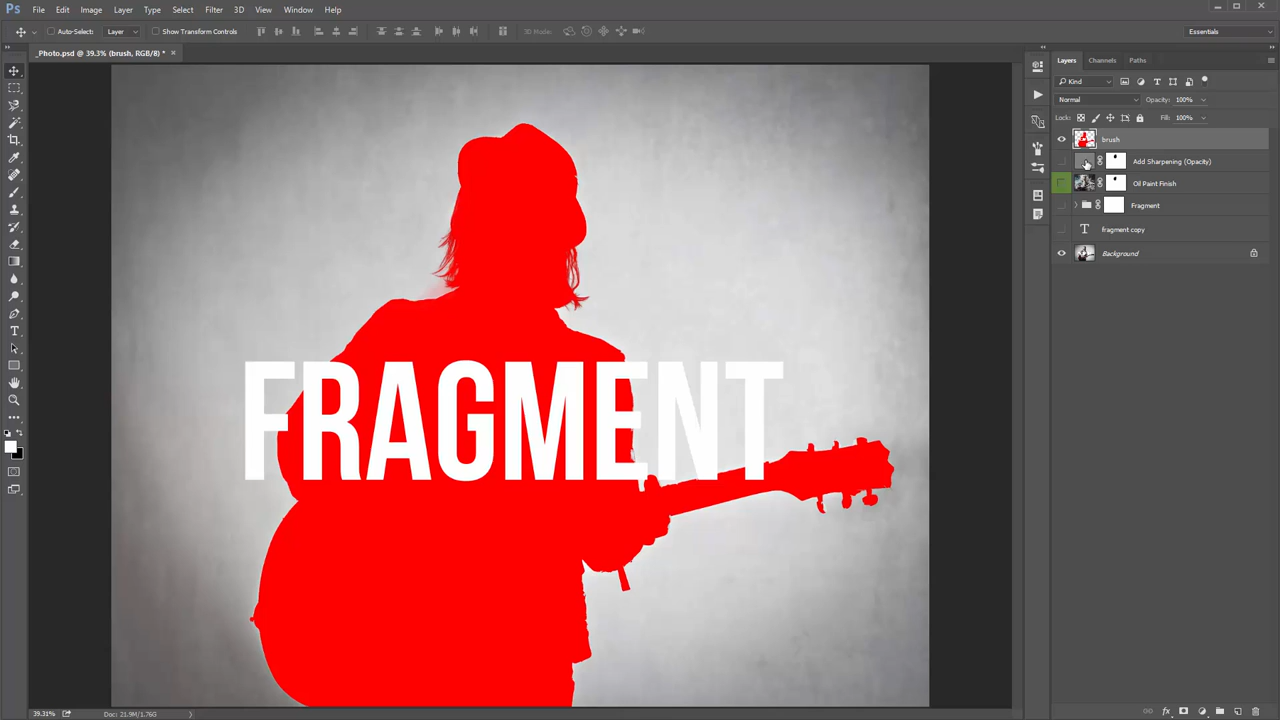 Ps File Edit Image Layer Type Select Filter 3D View Window Help
Auto-Select: Layer Show Transform Controls 3D Mode: Essentials
_Photo.psd @ 39.3% (brush, RGB/8) * ×
Layers Channels Paths
Kind
Normal Opacity: 100%
Lock: Fill: 100%
brush
Add Sharpening (Opacity)
Oil Paint Finish
Fragment
T fragment copy
Background
FRAGMENT
39.31% Doc: 21.9M/1.76G